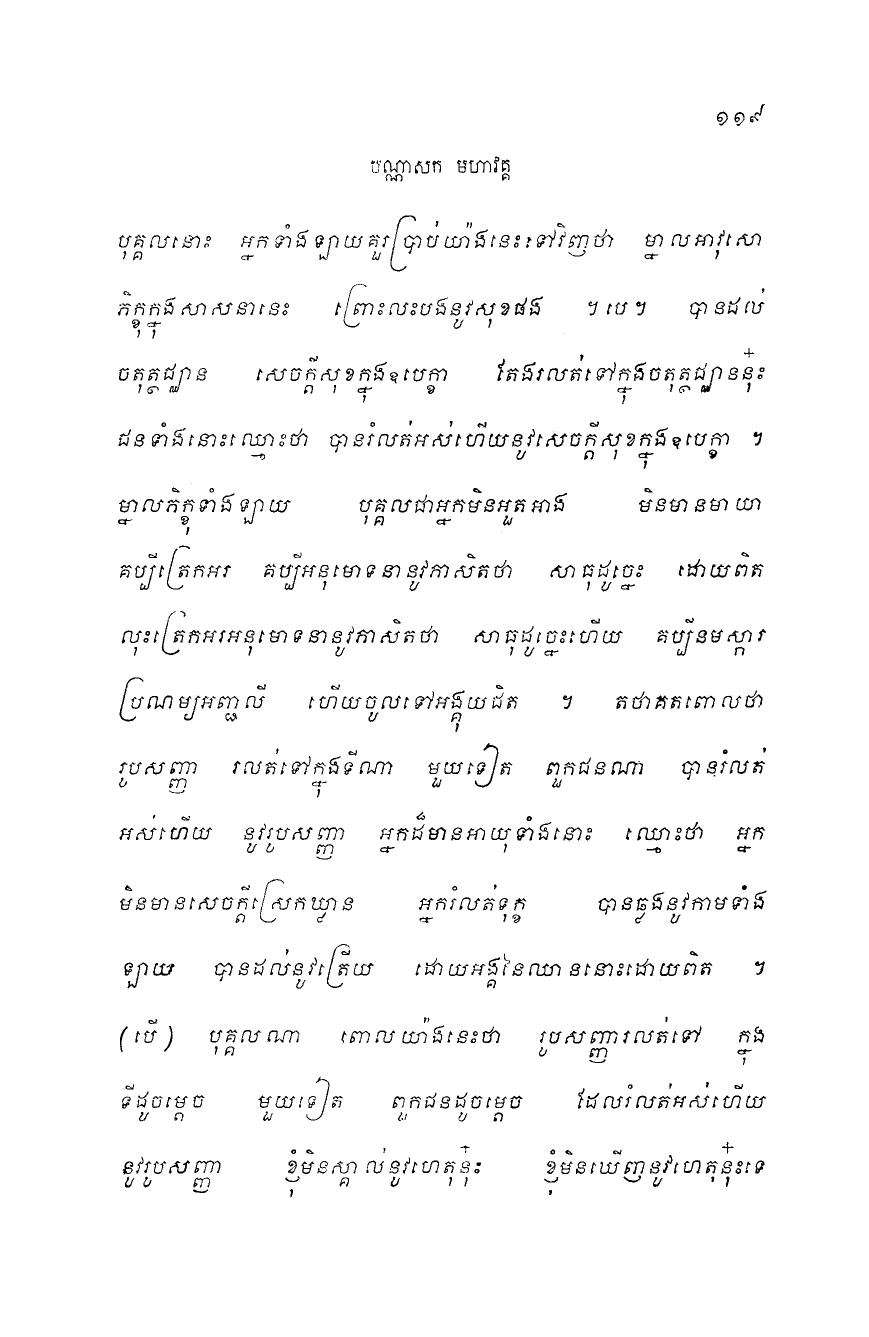 ១១៩
បណ្ណាសក មហាវគ្គ
បុគ្គលនោះ អ្នកទាំងឡាយគួរប្រាប់យ៉ាងនេះទៅវិញថា ម្នាលអាវុសោ
ភិក្ខុក្នុងសាសនានេះ ព្រោះលះបងនូវសុខផង ។ បេ ។ បានដល់
ចតុត្ថជ្ឈាន សេចក្តីសុខក្នុងឧបេក្ខា តែងរលត់ទៅក្នុងចតុត្ថជ្ឈាននុ៎ះ
ជនទាំងនោះឈ្មោះថា បានរំលត់អស់ហើយនូវសេចក្តីសុខក្នុងឧបេក្ខា ។
ម្នាលភិក្ខុទាំងឡាយ បុគ្គលជាអ្នកមិនអួតអាង មិនមានមាយា
គប្បីត្រេកអរ គប្បីអនុមោទនានូវភាសិតថា សាធុដូច្នេះ ដោយពិត
លុះត្រេកអរអនុមោទនានូវភាសិតថា សាធុដូច្នេះហើយ គប្បីនមស្ការ
ប្រណម្យអញ្ជលី ហើយចូលទៅអង្គុយជិត ។ តថាគតពោលថា
រូបសញ្ញា រលត់ទៅក្នុងទីណា មួយទៀត ពួកជនណា បានរំលត់
អស់ហើយ នូវរូបសញ្ញា អ្នកដ៏មានអាយុទាំងនោះ ឈ្មោះថា អ្នក
មិនមានសេចក្តីស្រេកឃ្លាន អ្នករំលត់ទុក្ខ បានឆ្លងនូវកាមទាំង
ឡាយ បានដល់នូវត្រើយ ដោយអង្គនៃឈាននោះដោយពិត ។
(បើ) បុគ្គលណា ពោលយ៉ាងនេះថា រូបសញ្ញារលត់ទៅ ក្នុង
ទីដូចម្តេច មួយទៀត ពួកជនដូចម្តេច ដែលរំលត់អស់ហើយ
នូវរូបសញ្ញា ខ្ញុំមិនស្គាល់នូវហេតុនុ៎ះ ខ្ញុំមិនឃើញនូវហេតុនុ៎ះទេ